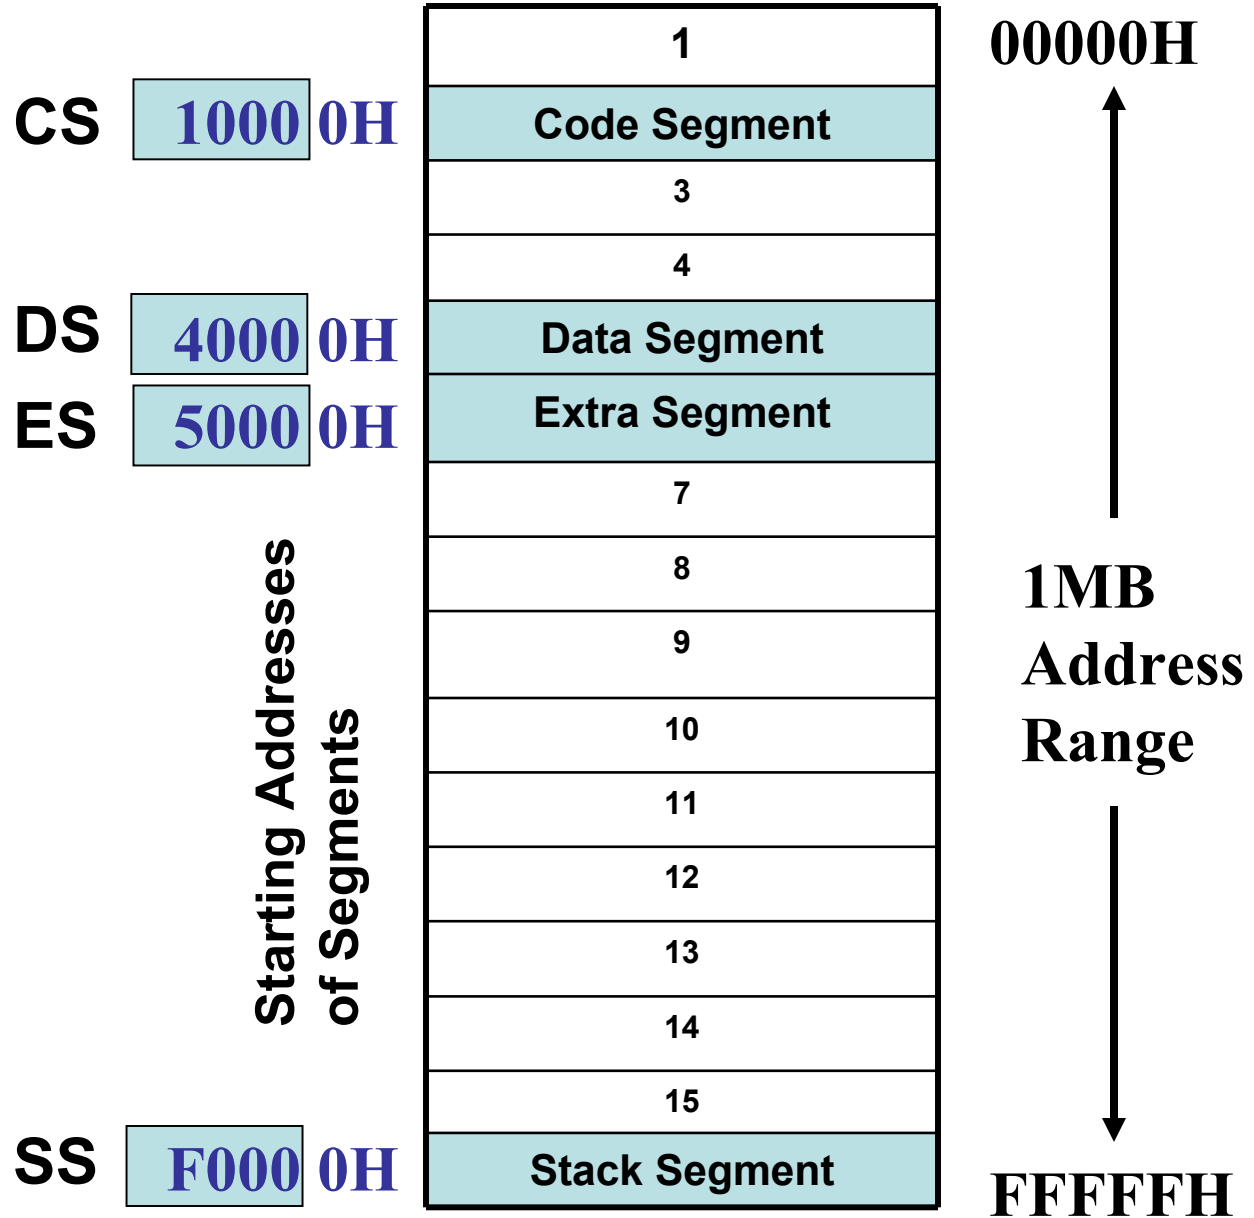 1
00000H
CS 1000 0H Code Segment
3
4
DS 4000 0H Data Segment
ES 5000 0H Extra Segment
7
8
9
10
11
12
13
14
15
Starting Addresses
of Segments
1MB
Address
Range
SS F000 0H Stack Segment
FFFFFH